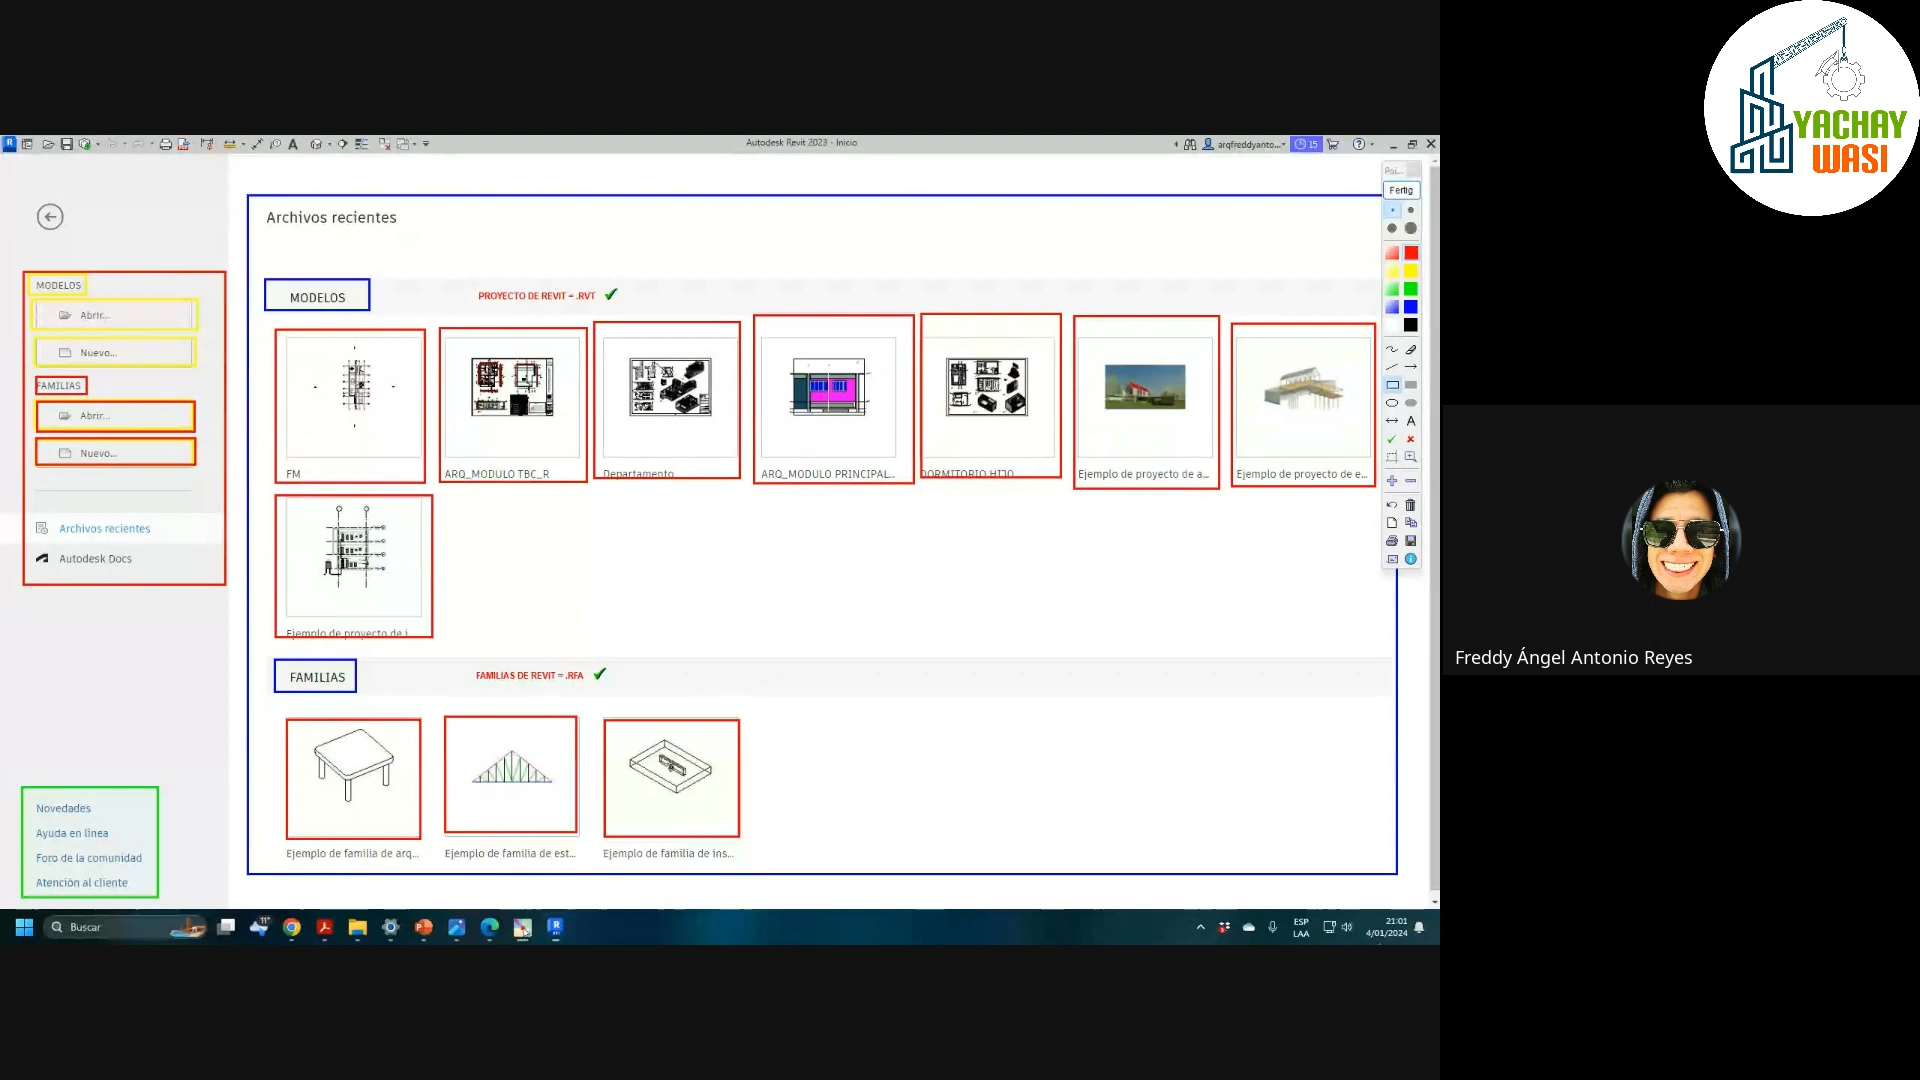 Autodesk Revit 2023 - Inicio
arqfreddyanto...
15
YACHAY
WASI
Fertig
Archivos recientes
MODELOS
Abrir...
Nuevo...
FAMILIAS
Abrir...
Nuevo...
Archivos recientes
Autodesk Docs
Novedades
Ayuda en línea
Foro de la comunidad
Atención al cliente
MODELOS
PROYECTO DE REVIT = .RVT
FM
ARQ_MODULO TBC_R
Departamento
ARQ_MODULO PRINCIPAL...
DORMITORIO HIJO
Ejemplo de proyecto de a...
Ejemplo de proyecto de e...
Ejemplo de proyecto de i
FAMILIAS
FAMILIAS DE REVIT = .RFA
Ejemplo de familia de arq...
Ejemplo de familia de est...
Ejemplo de familia de ins...
Freddy Ángel Antonio Reyes
Buscar
11°
ESP
LAA
21:01
4/01/2024